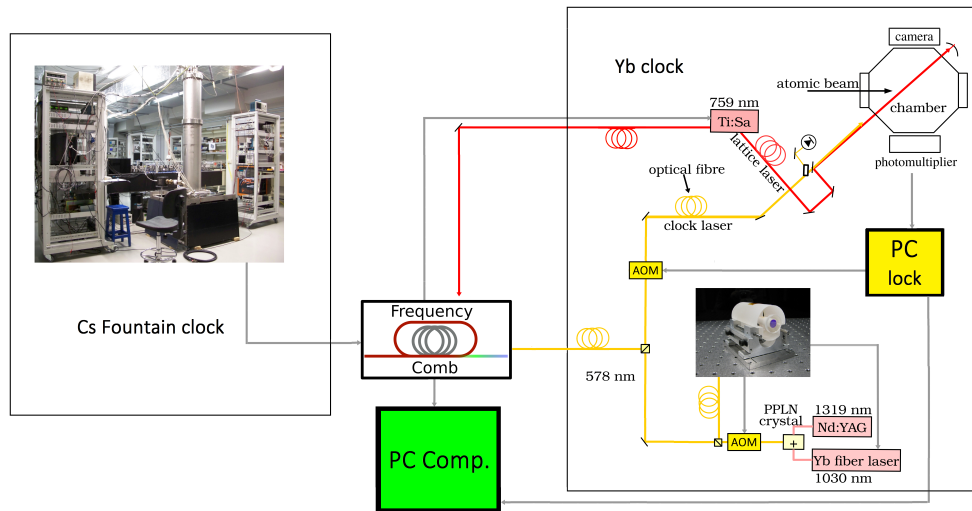 Cs Fountain clock
Yb clock
camera
atomic beam
chamber
photomultiplier
759 nm
Ti:Sa
lattice laser
optical fibre
clock laser
AOM
PC
lock
Frequency
Comb
578 nm
PPLN
crystal
1319 nm
Nd:YAG
AOM
+
Yb fiber laser
1030 nm
PC Comp.